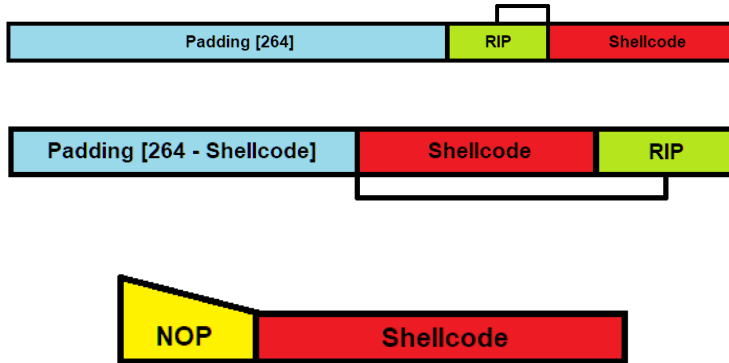 Padding [264] RIP Shellcode
Padding [264 - Shellcode] Shellcode RIP
NOP Shellcode